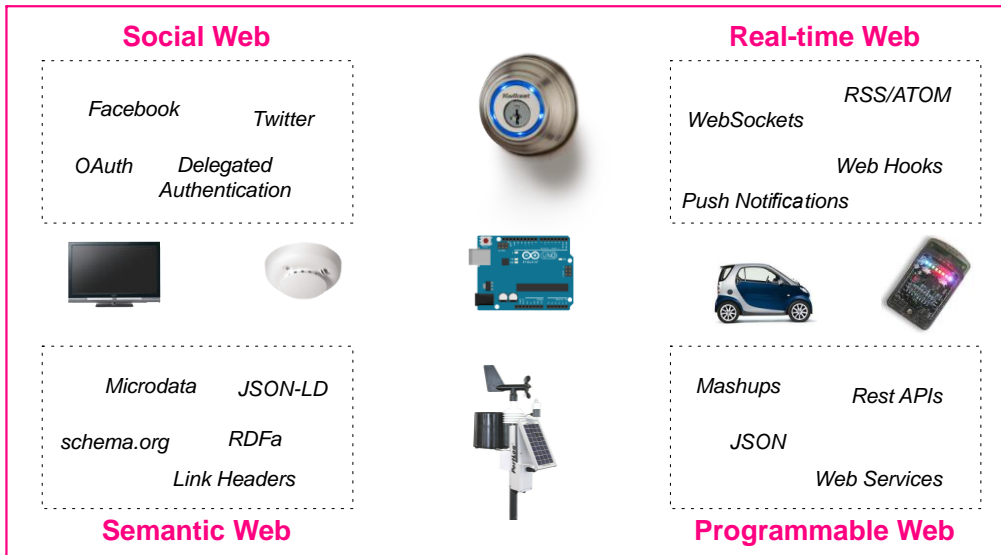 Social Web
Facebook
Twitter
OAuth
Delegated
Authentication
Real-time Web
RSS/ATOM
WebSockets
Web Hooks
Push Notifications
Microdata
JSON-LD
schema.org
RDFa
Link Headers
Semantic Web
Mashups
Rest APIs
JSON
Web Services
Programmable Web